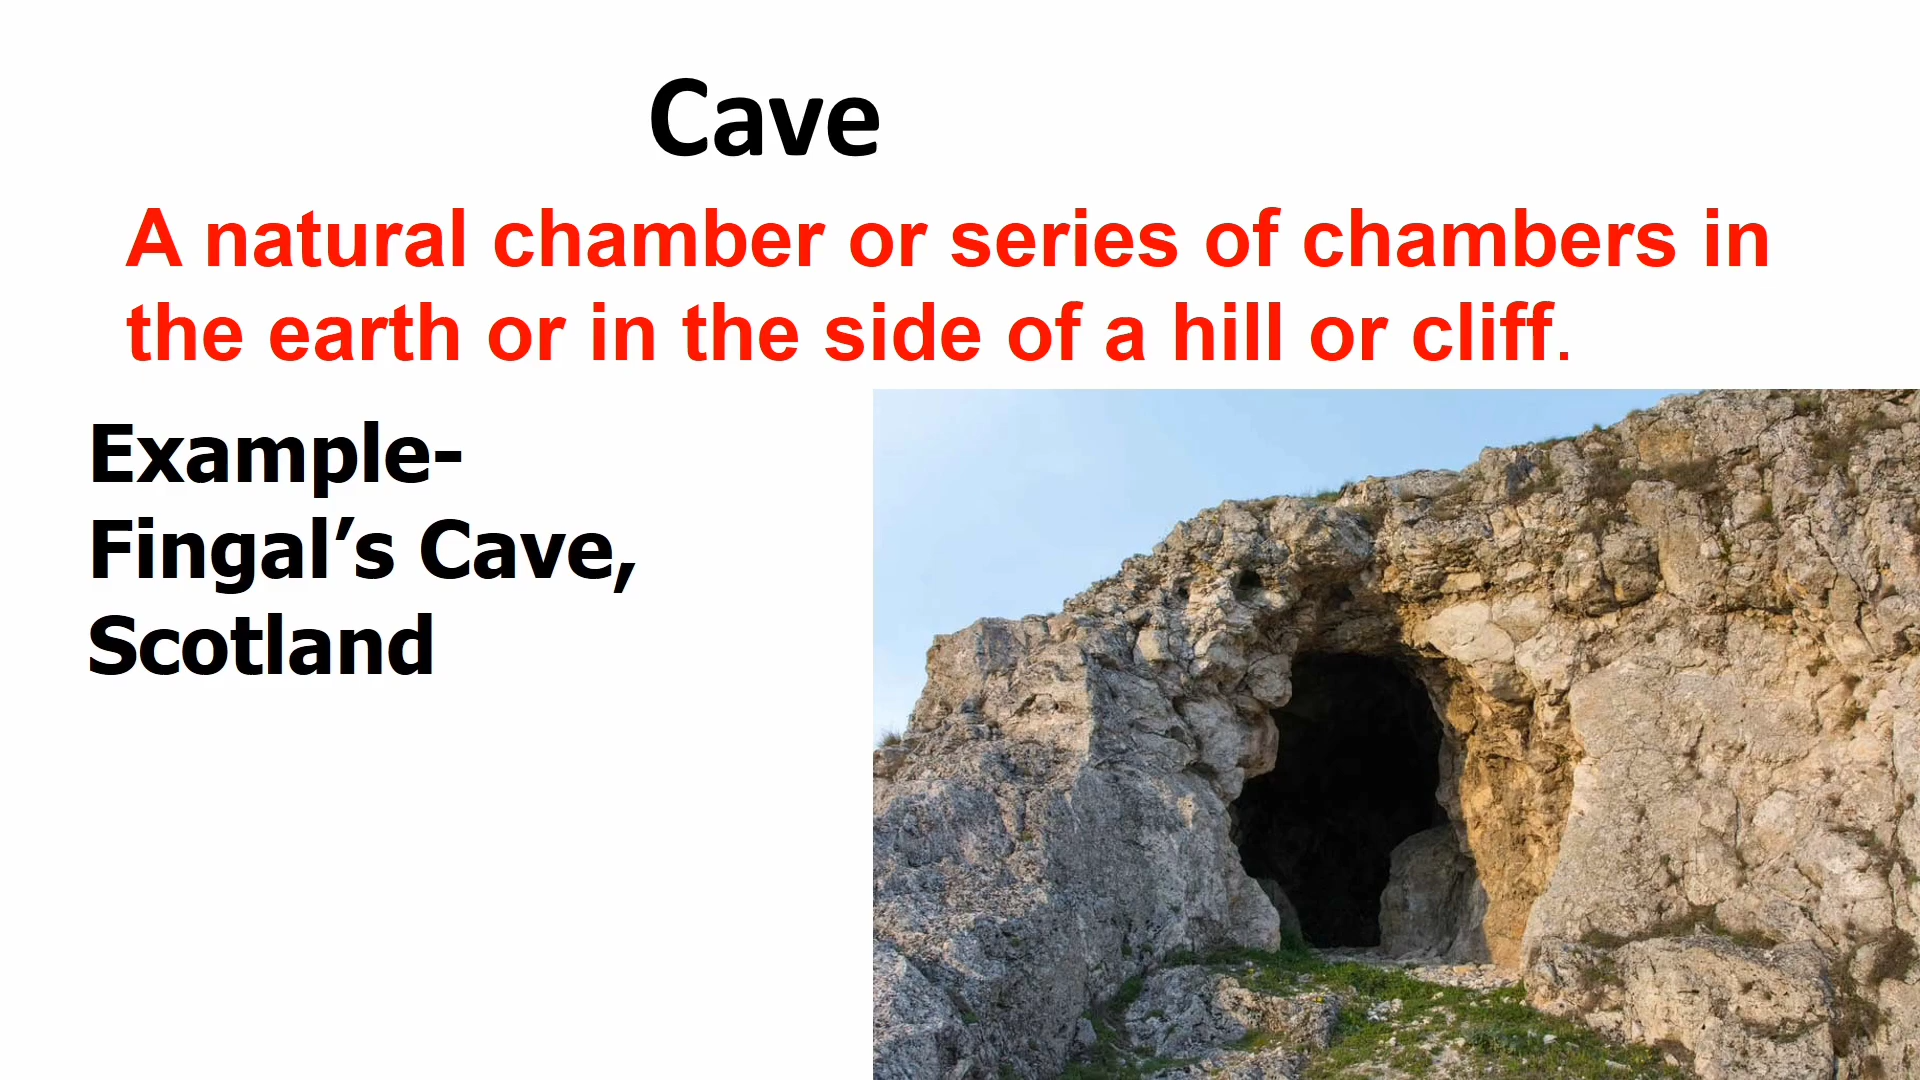 Cave
A natural chamber or series of chambers in
the earth or in the side of a hill or cliff.
Example-
Fingal’s Cave,
Scotland